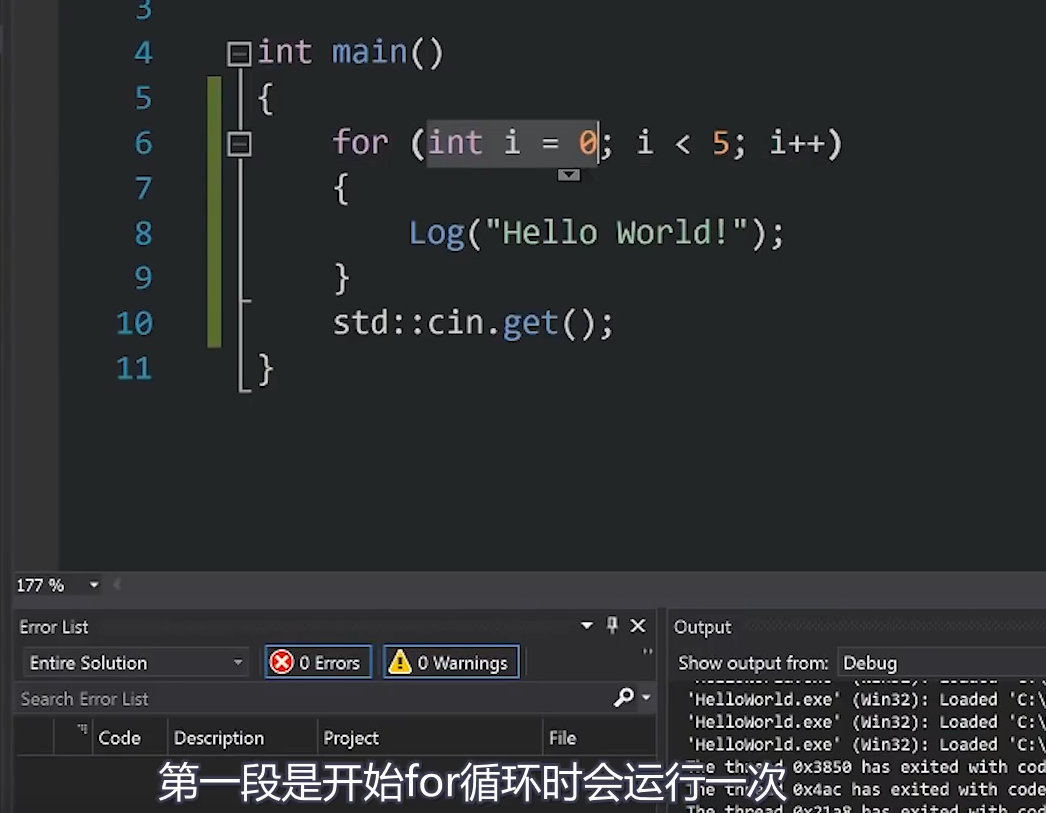 3
4 int main()
5 {
6 for (int i = 0; i < 5; i++)
7 {
8 Log("Hello World!");
9 }
10 std::cin.get();
11 }
177 %
Error List
Entire Solution
0 Errors
0 Warnings
Search Error List
Code Description Project File
Output
Show output from: Debug
'HelloWorld.exe' (Win32): Loaded 'C:\
'HelloWorld.exe' (Win32): Loaded 'C:\
'HelloWorld.exe' (Win32): Loaded 'C:\
The thread 0x3850 has exited with cod
The thread 0x4ac has exited with code
The thread 0x21a8 has exited with cod
第一段是开始for循环时会运行一次